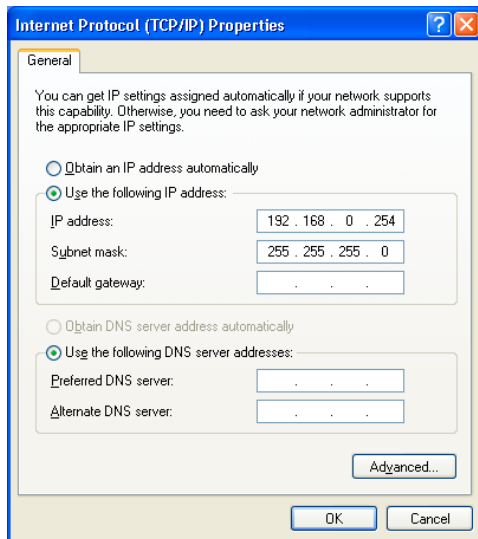 Internet Protocol (TCP/IP) Properties
General
You can get IP settings assigned automatically if your network supports
this capability. Otherwise, you need to ask your network administrator for
the appropriate IP settings.
Obtain an IP address automatically
Use the following IP address:
IP address: 192 . 168 . 0 . 254
Subnet mask: 255 . 255 . 255 . 0
Default gateway: . . .
Obtain DNS server address automatically
Use the following DNS server addresses:
Preferred DNS server: . . .
Alternate DNS server: . . .
Advanced...
OK Cancel